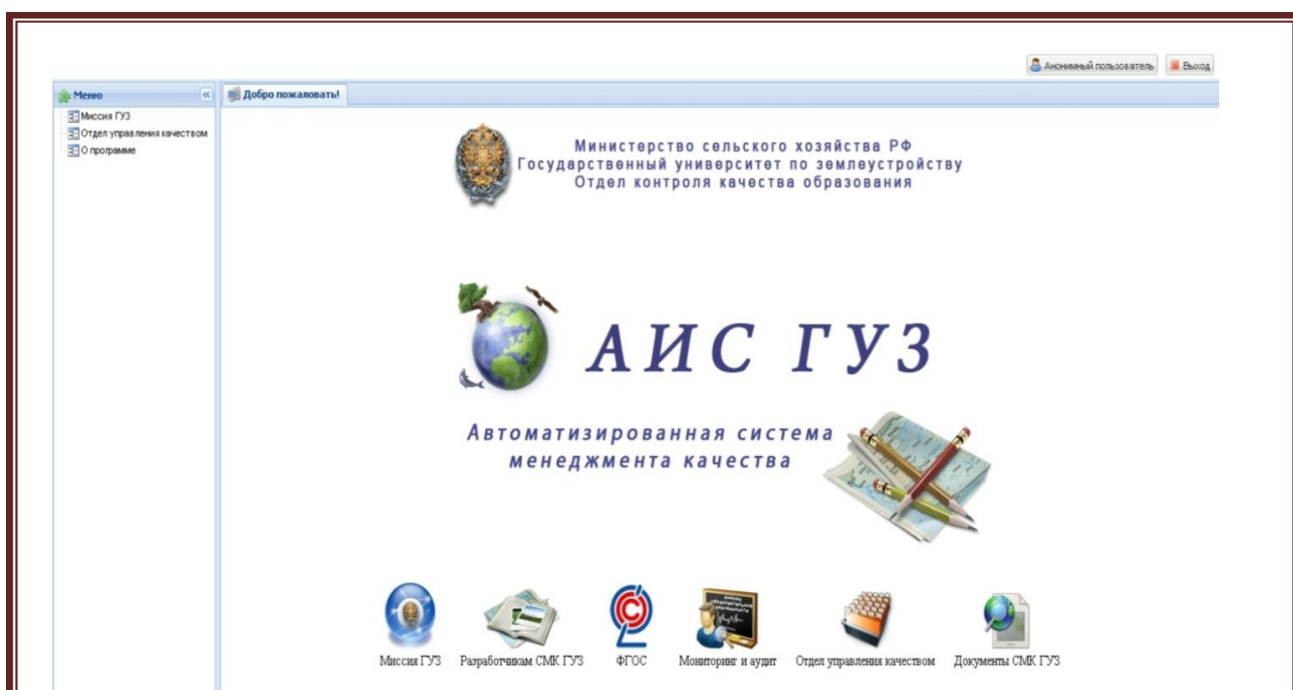 Анонимный пользователь
Выход
Меню
Добро пожаловать!
Миссия ГУЗ
Отдел управления качеством
О программе
Министерство сельского хозяйства РФ
Государственный университет по землеустройству
Отдел контроля качества образования
АИС ГУЗ
Автоматизированная система
менеджмента качества
Миссия ГУЗ
Разработчикам СМК ГУЗ
ФГОС
Мониторинг и аудит
Отдел управления качеством
Документы СМК ГУЗ